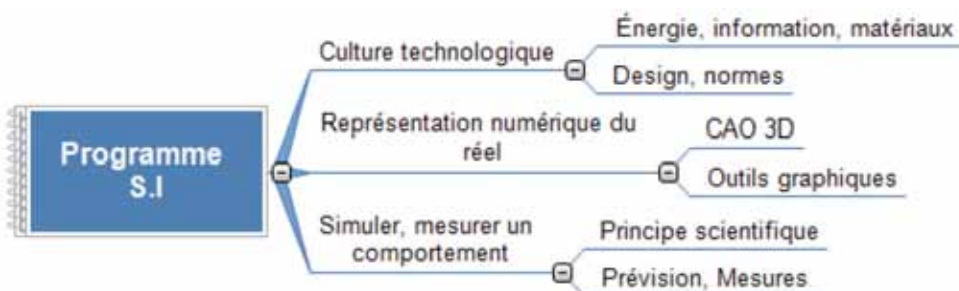 Programme
S.I
Culture technologique
Énergie, information, matériaux
Design, normes
Représentation numérique du
réel
CAO 3D
Outils graphiques
Simuler, mesurer un
comportement
Principe scientifique
Prévision, Mesures